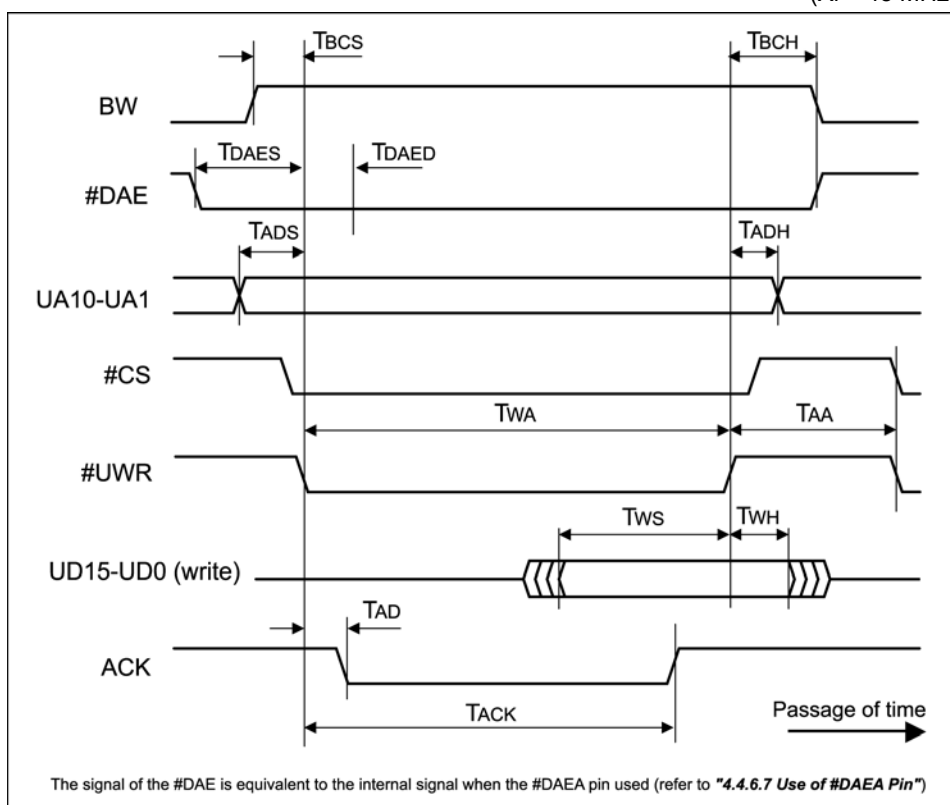 TBCS TBCH
BW
TDAES TDAED
#DAE
TADS TADH
UA10-UA1
#CS
TWA TAA
#UWR
TWS TWH
UD15-UD0 (write)
TAD
ACK
TACK
Passage of time
The signal of the #DAE is equivalent to the internal signal when the #DAEA pin used (refer to "4.4.6.7 Use of #DAEA Pin")